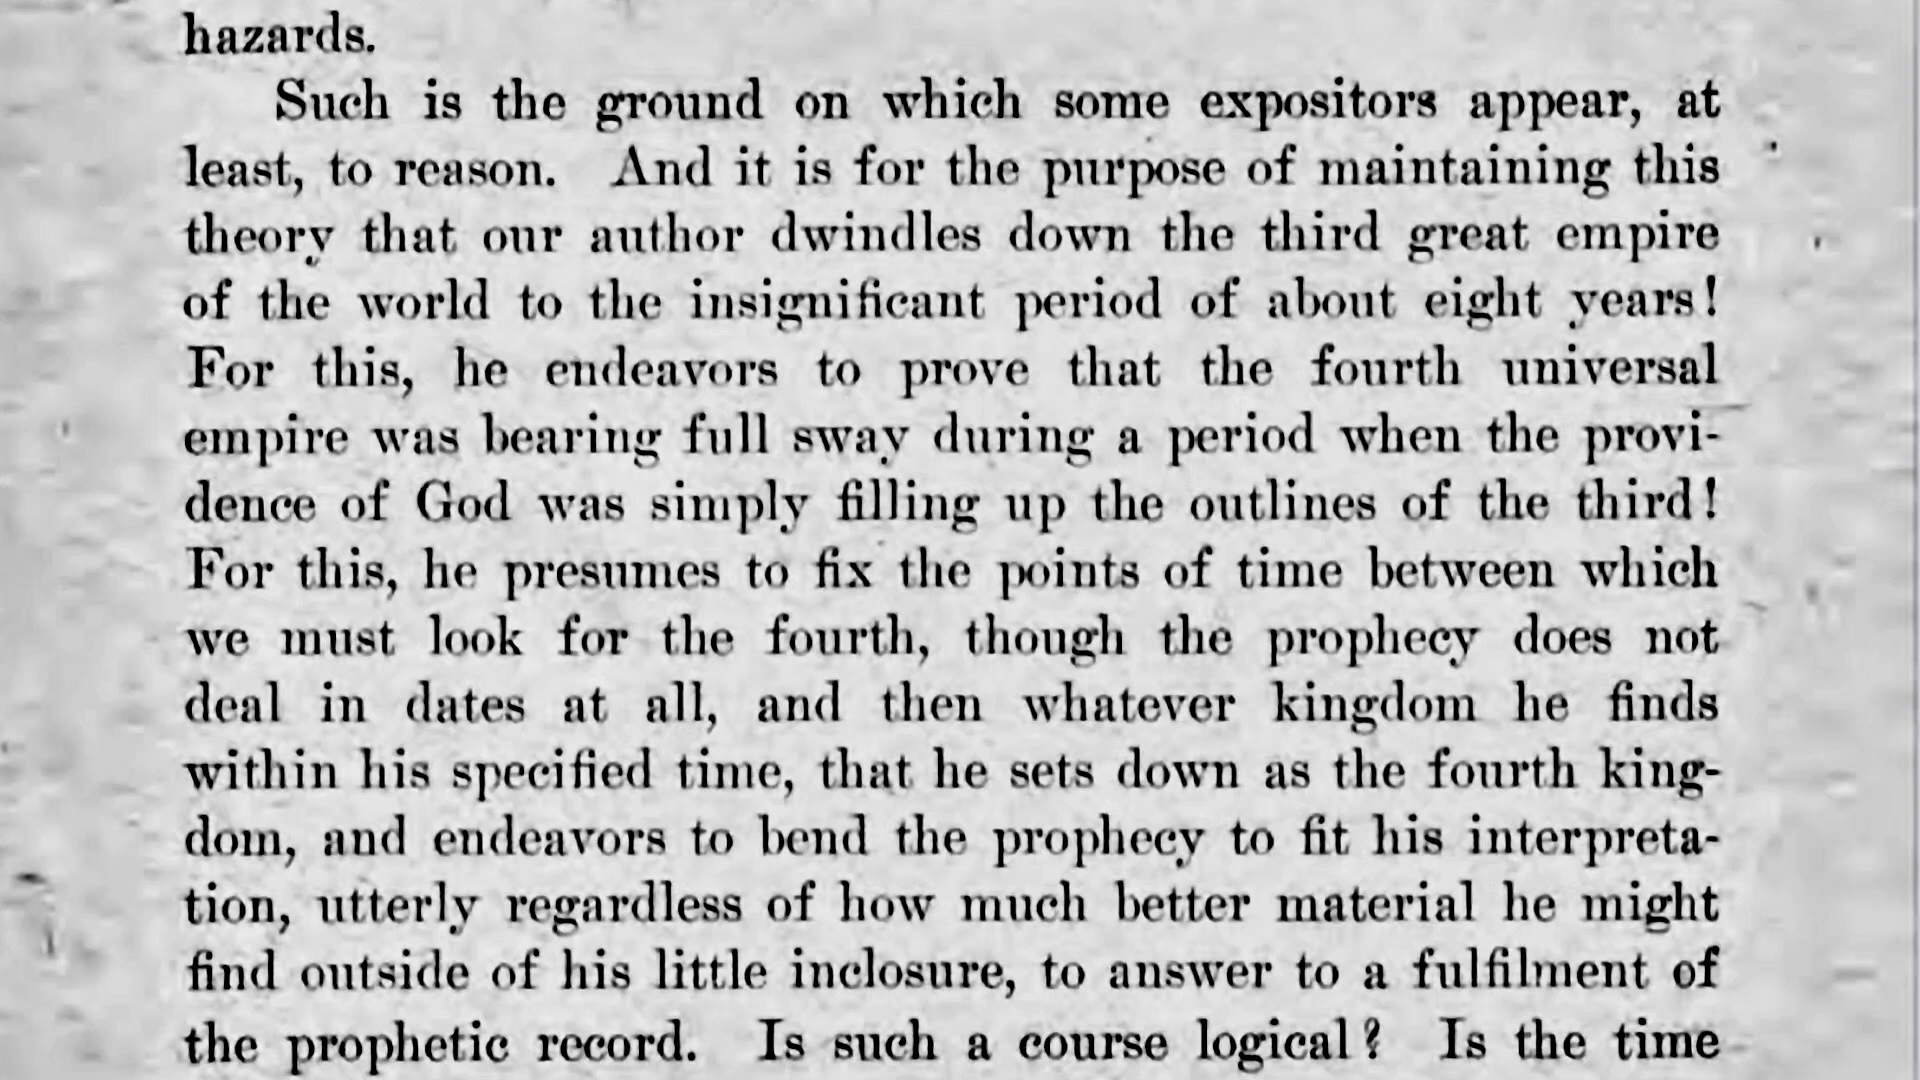 hazards.
Such is the ground on which some expositors appear, at
least, to reason. And it is for the purpose of maintaining this
theory that our author dwindles down the third great empire
of the world to the insignificant period of about eight years!
For this, he endeavors to prove that the fourth universal
empire was bearing full sway during a period when the provi-
dence of God was simply filling up the outlines of the third!
For this, he presumes to fix the points of time between which
we must look for the fourth, though the prophecy does not
deal in dates at all, and then whatever kingdom he finds
within his specified time, that he sets down as the fourth king-
dom, and endeavors to bend the prophecy to fit his interpreta-
tion, utterly regardless of how much better material he might
find outside of his little inclosure, to answer to a fulfilment of
the prophetic record. Is such a course logical? Is the time